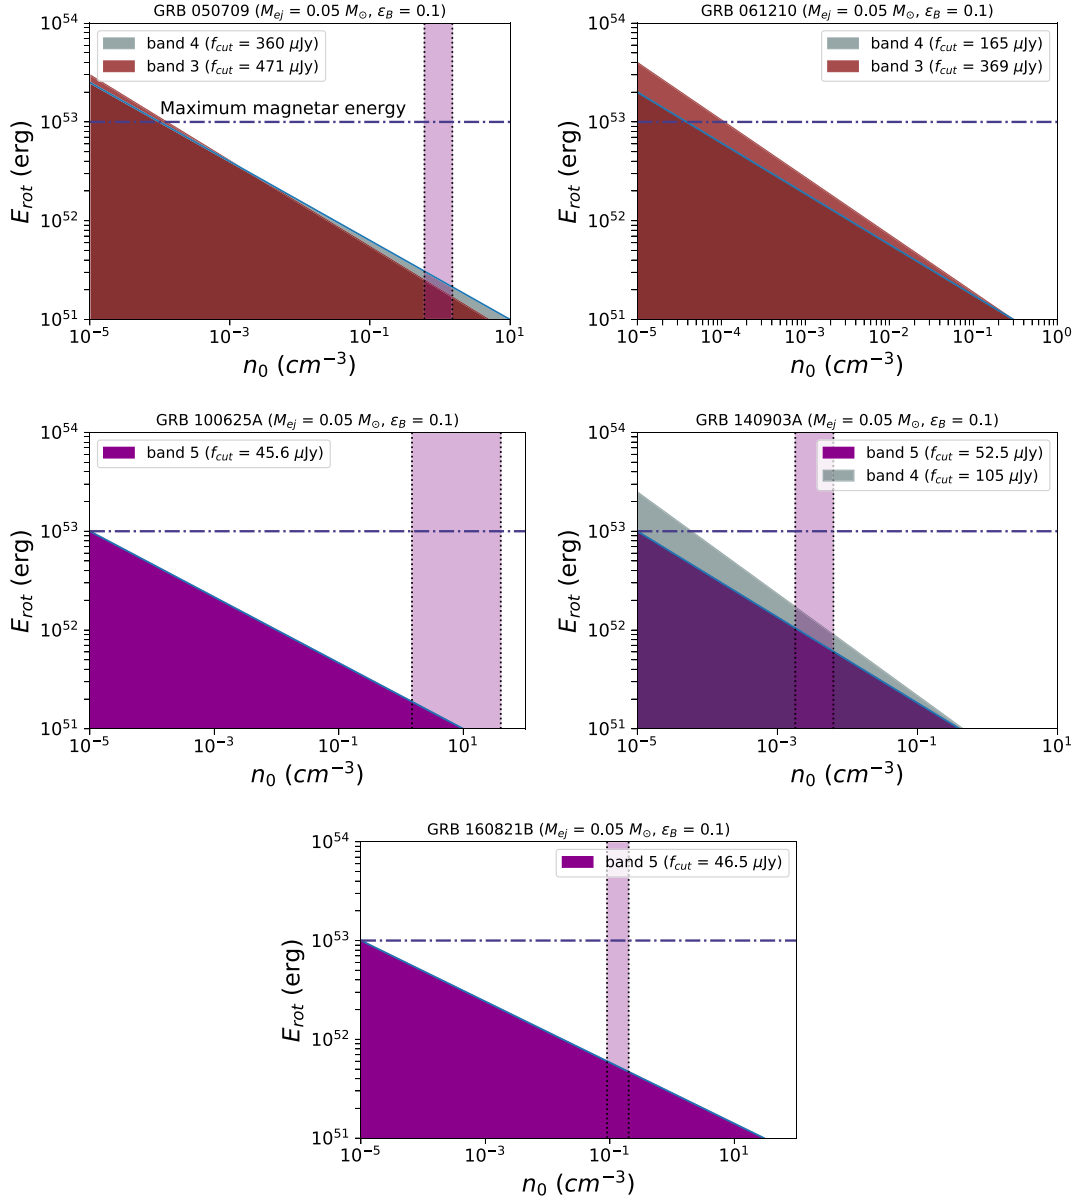 GRB 050709 (M_ej = 0.05 M⊙, ε_B = 0.1)
band 4 (f_cut = 360 μJy)
band 3 (f_cut = 471 μJy)
Maximum magnetar energy
10^54
10^53
10^52
10^51
E_rot (erg)
10^−5
10^−3
10^−1
10^1
n_0 (cm^−3)
GRB 061210 (M_ej = 0.05 M⊙, ε_B = 0.1)
band 4 (f_cut = 165 μJy)
band 3 (f_cut = 369 μJy)
10^54
10^53
10^52
10^51
E_rot (erg)
10^−5
10^−4
10^−3
10^−2
10^−1
10^0
n_0 (cm^−3)
GRB 100625A (M_ej = 0.05 M⊙, ε_B = 0.1)
band 5 (f_cut = 45.6 μJy)
10^54
10^53
10^52
10^51
E_rot (erg)
10^−5
10^−3
10^−1
10^1
n_0 (cm^−3)
GRB 140903A (M_ej = 0.05 M⊙, ε_B = 0.1)
band 5 (f_cut = 52.5 μJy)
band 4 (f_cut = 105 μJy)
10^54
10^53
10^52
10^51
E_rot (erg)
10^−5
10^−3
10^−1
10^1
n_0 (cm^−3)
GRB 160821B (M_ej = 0.05 M⊙, ε_B = 0.1)
band 5 (f_cut = 46.5 μJy)
10^54
10^53
10^52
10^51
E_rot (erg)
10^−5
10^−3
10^−1
10^1
n_0 (cm^−3)